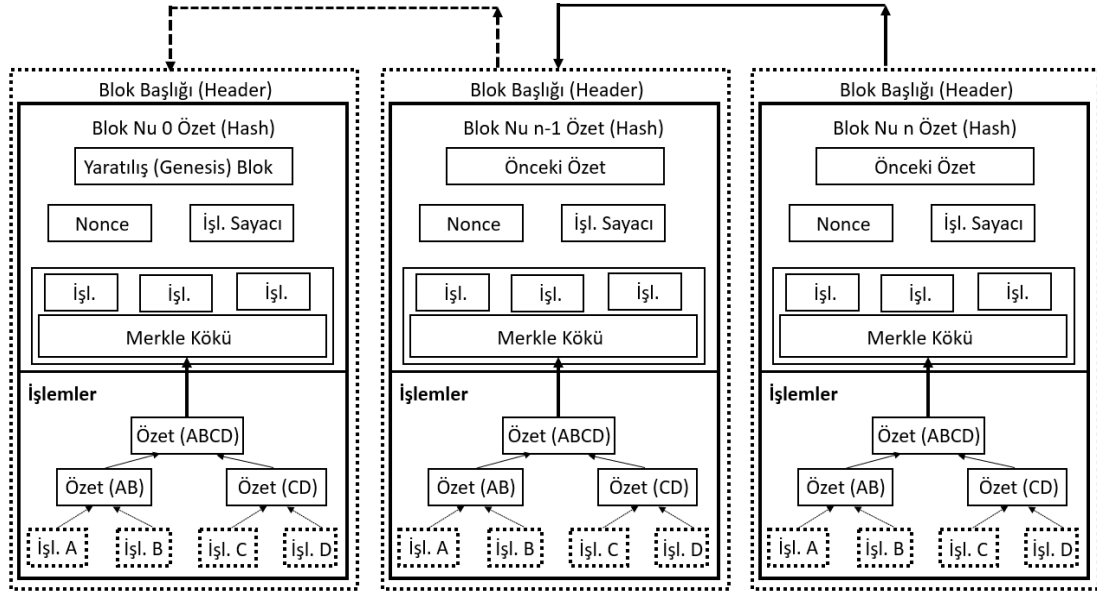 Blok Başlığı (Header)
Blok Nu 0 Özet (Hash)
Yaratılış (Genesis) Blok
Nonce
İşl. Sayacı
İşl.
İşl.
İşl.
Merkle Kökü
İşlemler
Özet (ABCD)
Özet (AB)
Özet (CD)
İşl. A
İşl. B
İşl. C
İşl. D
Blok Başlığı (Header)
Blok Nu n-1 Özet (Hash)
Önceki Özet
Nonce
İşl. Sayacı
İşl.
İşl.
İşl.
Merkle Kökü
İşlemler
Özet (ABCD)
Özet (AB)
Özet (CD)
İşl. A
İşl. B
İşl. C
İşl. D
Blok Başlığı (Header)
Blok Nu n Özet (Hash)
Önceki Özet
Nonce
İşl. Sayacı
İşl.
İşl.
İşl.
Merkle Kökü
İşlemler
Özet (ABCD)
Özet (AB)
Özet (CD)
İşl. A
İşl. B
İşl. C
İşl. D